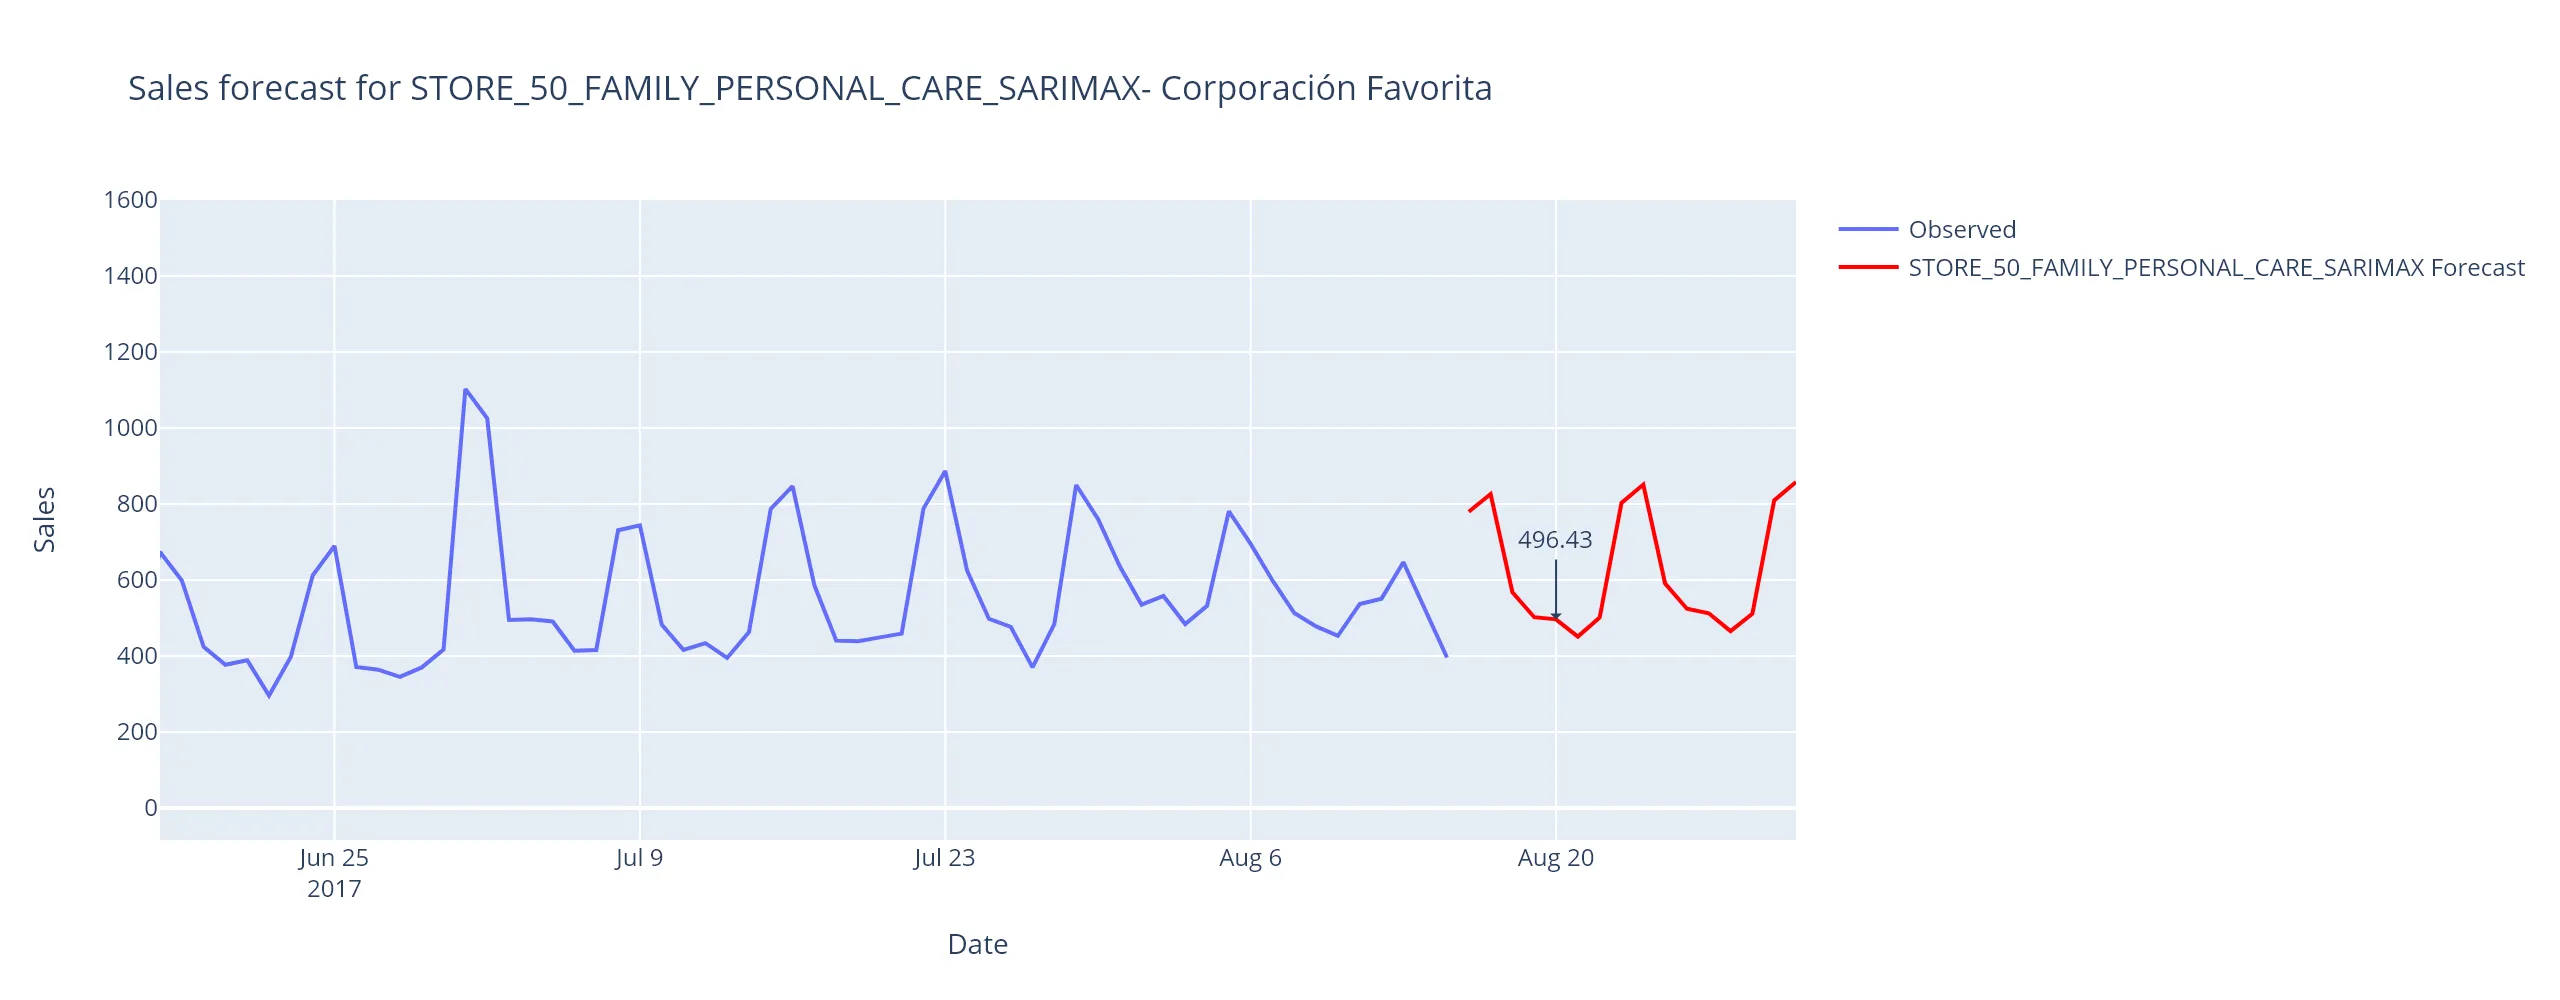 Sales forecast for STORE_50_FAMILY_PERSONAL_CARE_SARIMAX- Corporación Favorita
1600
1400
1200
1000
800
600
400
200
0
Sales
496.43
Jun 25
2017
Jul 9
Jul 23
Aug 6
Aug 20
Date
Observed
STORE_50_FAMILY_PERSONAL_CARE_SARIMAX Forecast